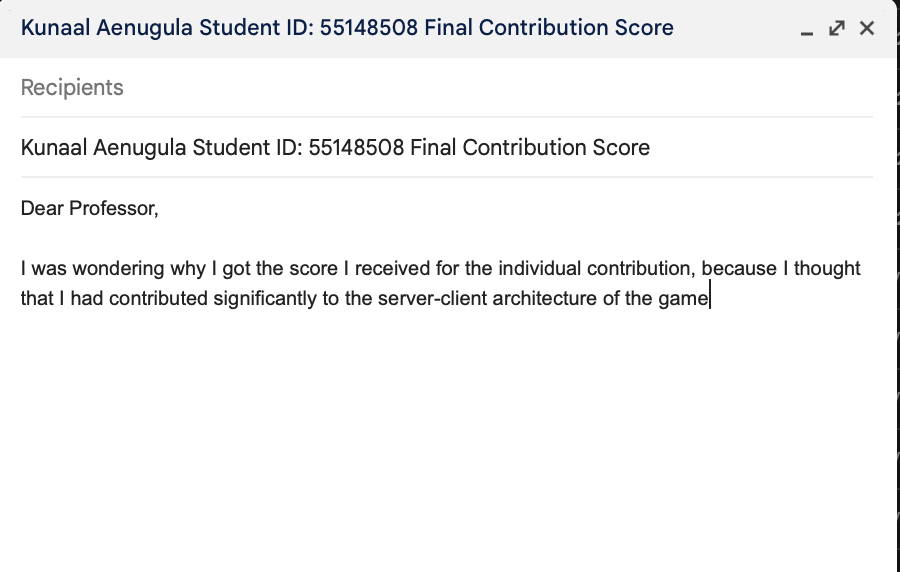 Kunaal Aenugula Student ID: 55148508 Final Contribution Score
Recipients
Kunaal Aenugula Student ID: 55148508 Final Contribution Score
Dear Professor,
I was wondering why I got the score I received for the individual contribution, because I thought
that I had contributed significantly to the server-client architecture of the game